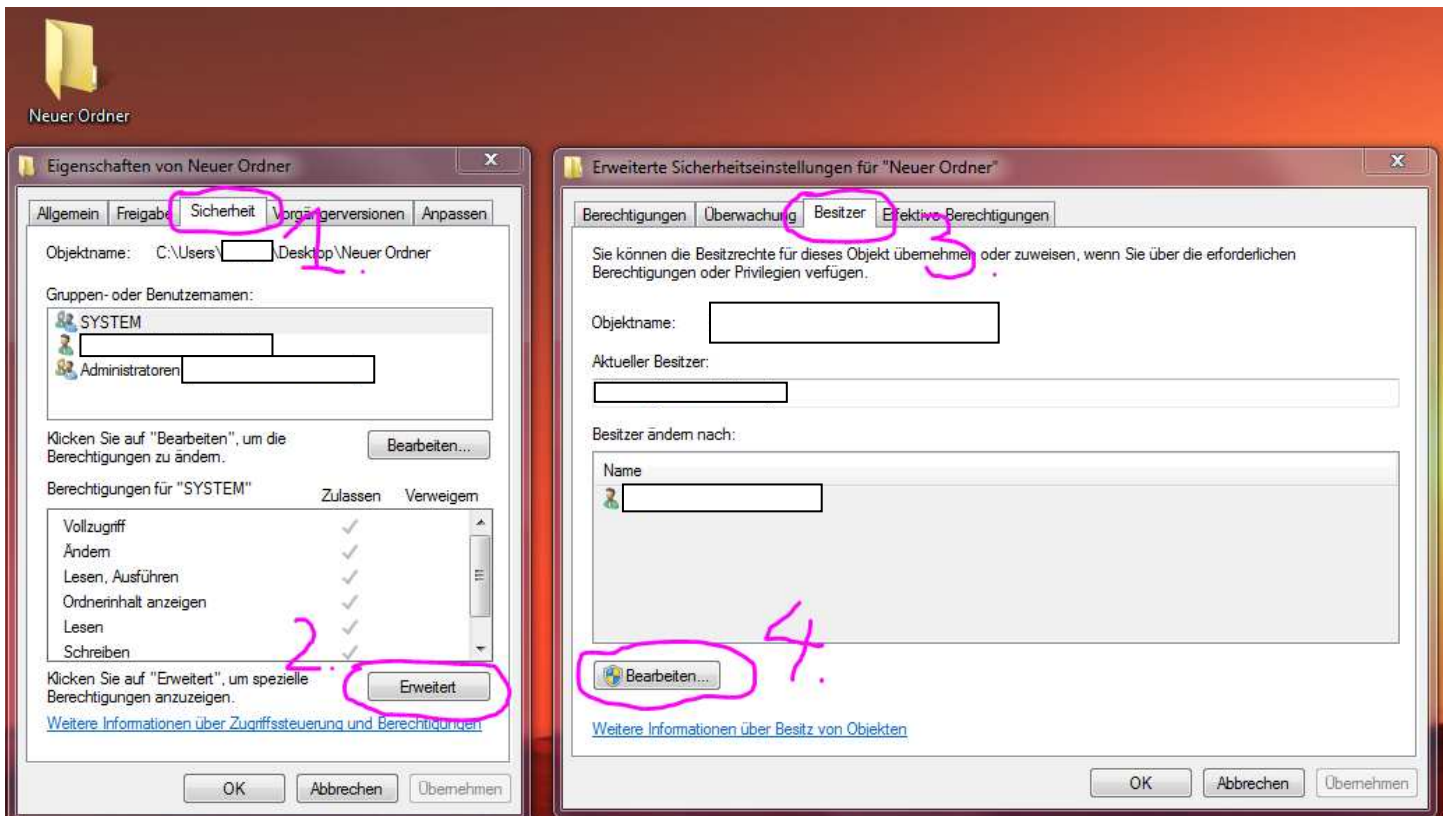 Neuer Ordner
Eigenschaften von Neuer Ordner
X
Allgemein Freigabe Sicherheit Vorgängerversionen Anpassen
1.
Objektname: C:\Users\ \Desktop\Neuer Ordner
Gruppen- oder Benutzernamen:
SYSTEM
Administratoren
Klicken Sie auf "Bearbeiten", um die
Berechtigungen zu ändern.
Bearbeiten...
Berechtigungen für "SYSTEM" Zulassen Verweigern
Vollzugriff
Ändern
Lesen, Ausführen
Ordnerinhalt anzeigen
Lesen
Schreiben
2.
Klicken Sie auf "Erweitert", um spezielle
Berechtigungen anzuzeigen.
Erweitert
Weitere Informationen über Zugriffssteuerung und Berechtigungen
OK Abbrechen Übernehmen
Erweiterte Sicherheitseinstellungen für "Neuer Ordner"
X
Berechtigungen Überwachung Besitzer Effektive Berechtigungen
3.
Sie können die Besitzrechte für dieses Objekt übernehmen oder zuweisen, wenn Sie über die erforderlichen
Berechtigungen oder Privilegien verfügen.
Objektname:
Aktueller Besitzer:
Besitzer ändern nach:
Name
4.
Bearbeiten...
Weitere Informationen über Besitz von Objekten
OK Abbrechen Übernehmen